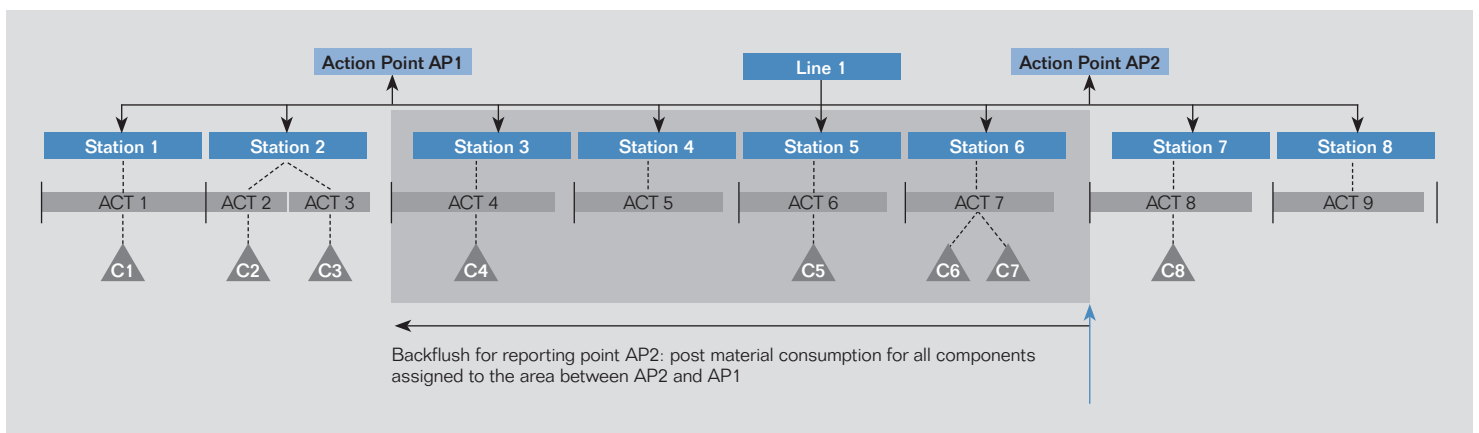 Action Point AP1
Line 1
Action Point AP2
Station 1
Station 2
Station 3
Station 4
Station 5
Station 6
Station 7
Station 8
ACT 1
ACT 2
ACT 3
ACT 4
ACT 5
ACT 6
ACT 7
ACT 8
ACT 9
C1
C2
C3
C4
C5
C6
C7
C8
Backflush for reporting point AP2: post material consumption for all components
assigned to the area between AP2 and AP1